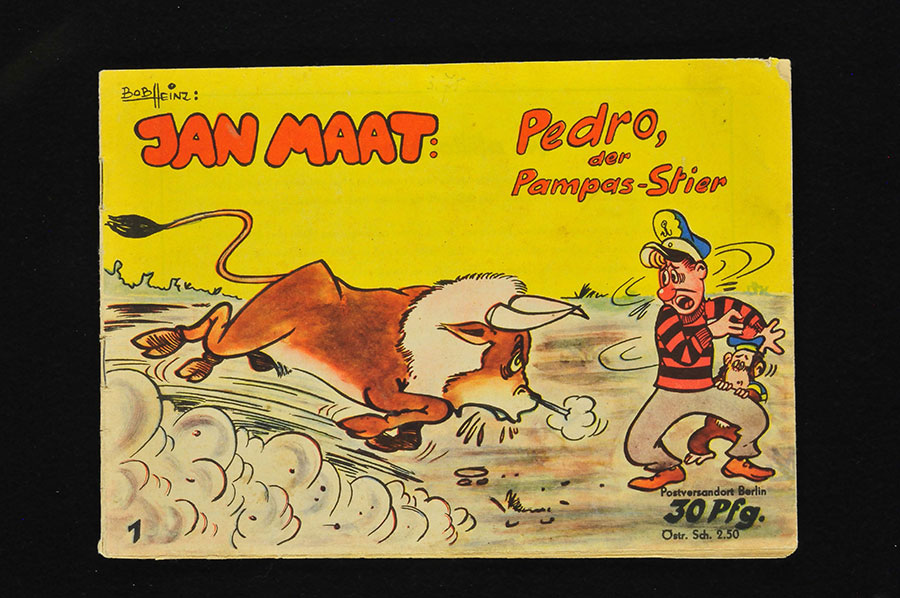 BOB HEINZ:
JAN MAAT:
Pedro,
der
Pampas-Stier
Postversandort Berlin
30 Pfg.
Östr. Sch. 2.50
1